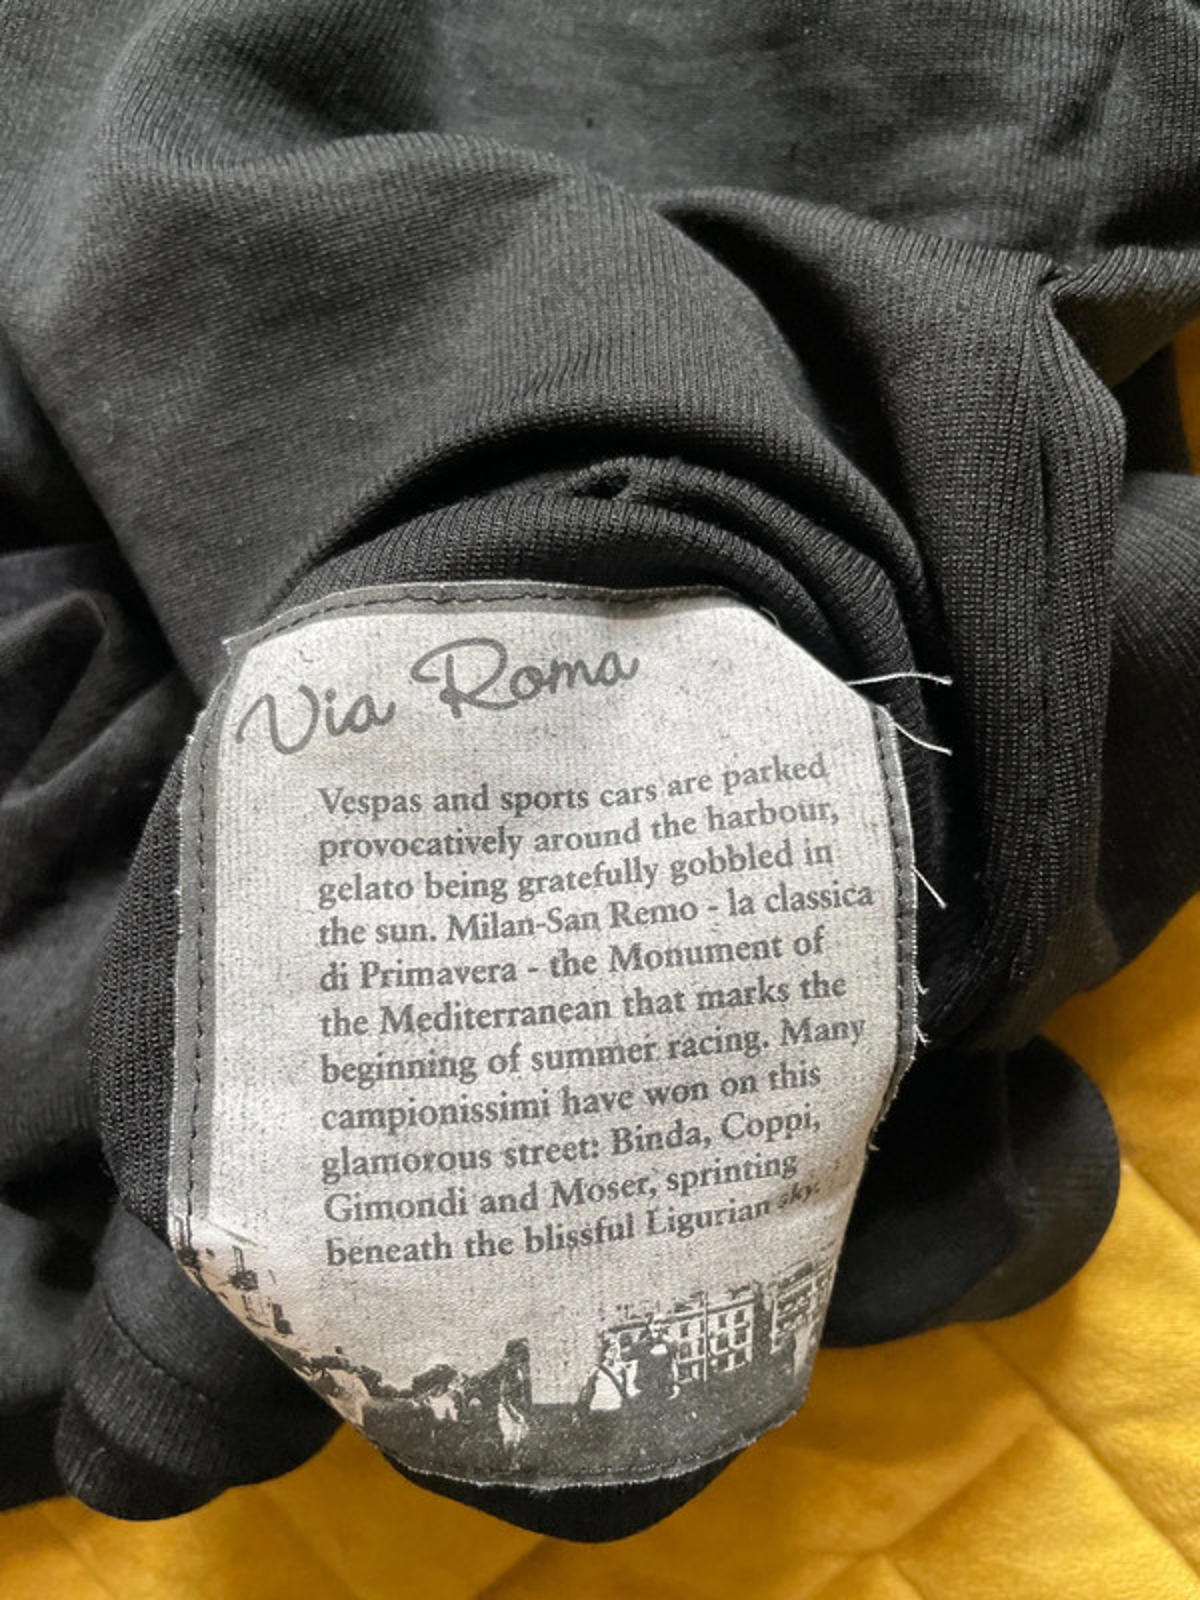 Via Roma
Vespas and sports cars are parked
provocatively around the harbour,
gelato being gratefully gobbled in
the sun. Milan-San Remo - la classica
di Primavera - the Monument of
the Mediterranean that marks the
beginning of summer racing. Many
campionissimi have won on this
glamorous street: Binda, Coppi,
Gimondi and Moser, sprinting
beneath the blissful Ligurian sky.